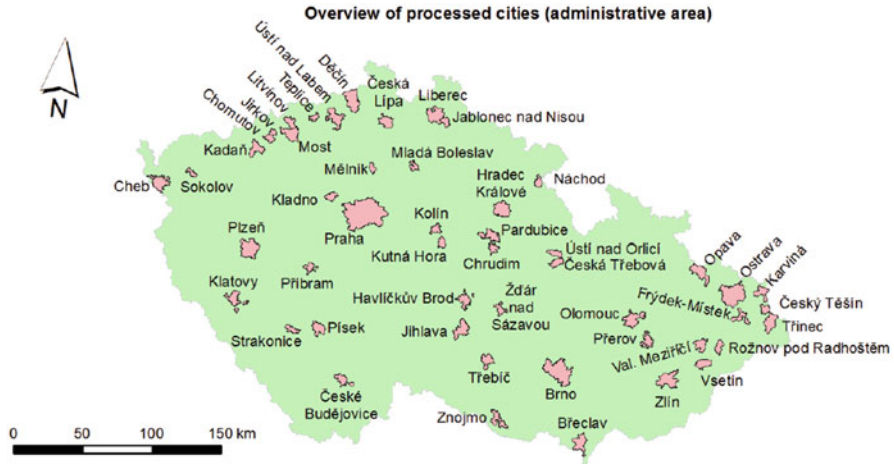 Overview of processed cities (administrative area)
N
Ústí nad Labem
Děčín
Teplice
Litvínov
Jirkov
Chomutov
Česká
Lípa
Liberec
Jablonec nad Nisou
Kadaň
Most
Mělník
Mladá Boleslav
Hradec
Králové
Náchod
Cheb
Sokolov
Kladno
Praha
Kolín
Kutná Hora
Pardubice
Chrudim
Plzeň
Ústí nad Orlicí
Česká Třebová
Opava
Ostrava
Karviná
Klatovy
Příbram
Havlíčkův Brod
Žďár
nad
Sázavou
Olomouc
Frýdek-Místek
Český Těšín
Třinec
Strakonice
Písek
Jihlava
Přerov
Val. Meziříčí
Rožnov pod Radhoštěm
Třebíč
Brno
Zlín
Vsetín
České
Budějovice
Znojmo
Břeclav
0 50 100 150 km